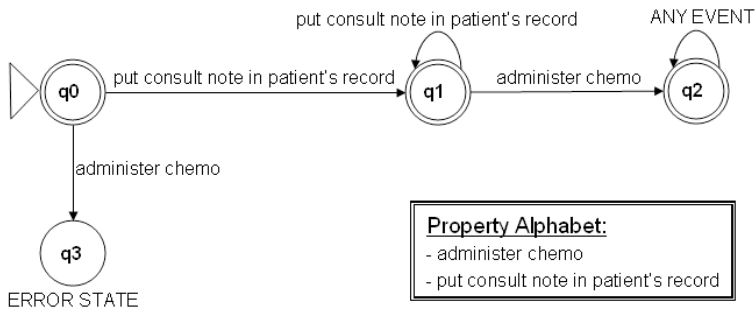 put consult note in patient's record
ANY EVENT
q0
put consult note in patient's record
q1
administer chemo
q2
administer chemo
q3
ERROR STATE
Property Alphabet:
- administer chemo
- put consult note in patient's record